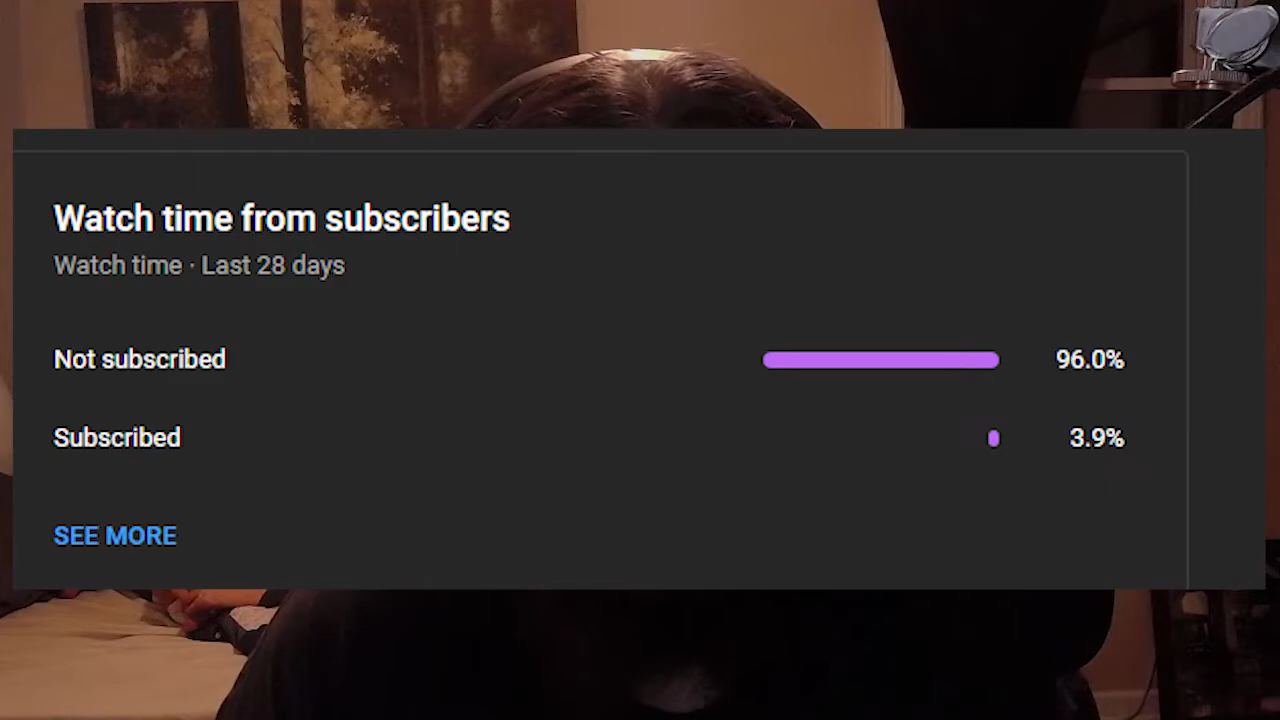 Watch time from subscribers
Watch time · Last 28 days
Not subscribed 96.0%
Subscribed 3.9%
SEE MORE